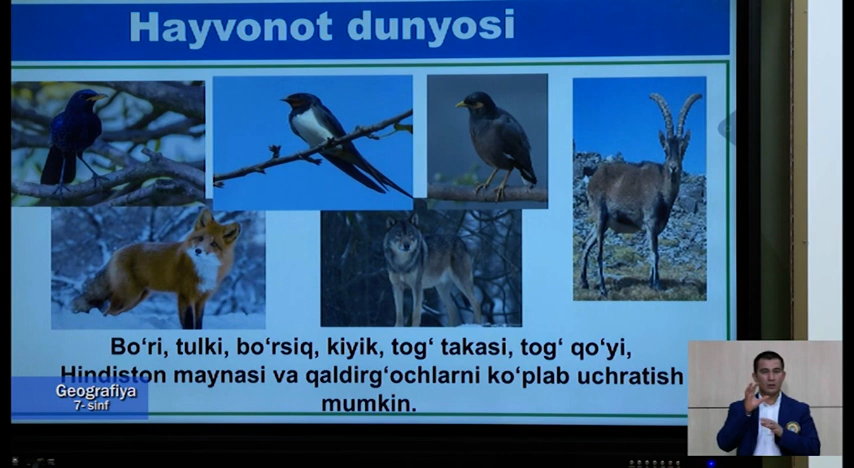 Hayvonot dunyosi
Bo‘ri, tulki, bo‘rsiq, kiyik, tog‘ takasi, tog‘ qo‘yi,
Hindiston maynasi va qaldirg‘ochlarni ko‘plab uchratish
mumkin.
Geografiya
7- sinf